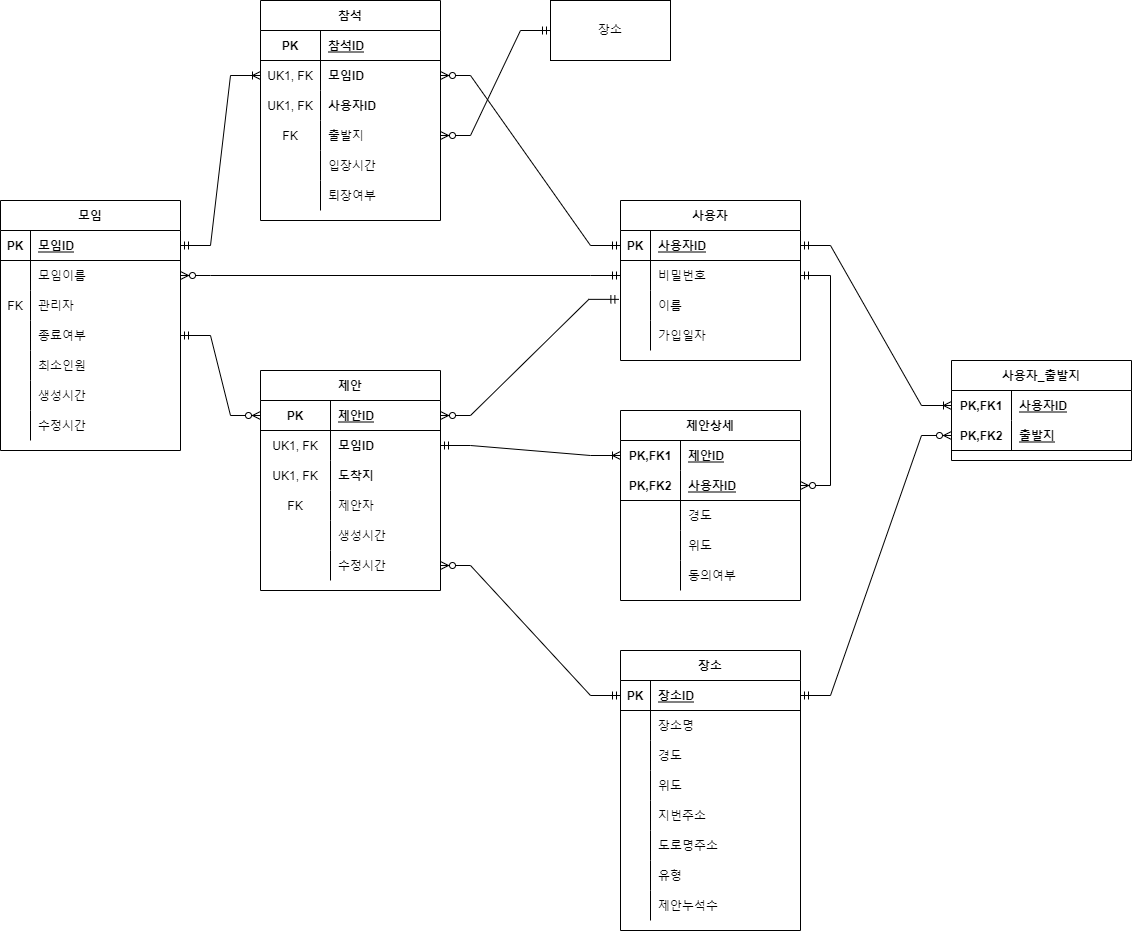 참석
PK 참석ID
UK1, FK 모임ID
UK1, FK 사용자ID
FK 출발지
입장시간
퇴장여부
장소
모임
PK 모임ID
모임이름
FK 관리자
종료여부
최소인원
생성시간
수정시간
사용자
PK 사용자ID
비밀번호
이름
가입일자
제안
PK 제안ID
UK1, FK 모임ID
UK1, FK 도착지
FK 제안자
생성시간
수정시간
제안상세
PK,FK1 제안ID
PK,FK2 사용자ID
경도
위도
동의여부
사용자_출발지
PK,FK1 사용자ID
PK,FK2 출발지
장소
PK 장소ID
장소명
경도
위도
지번주소
도로명주소
유형
제안누석수